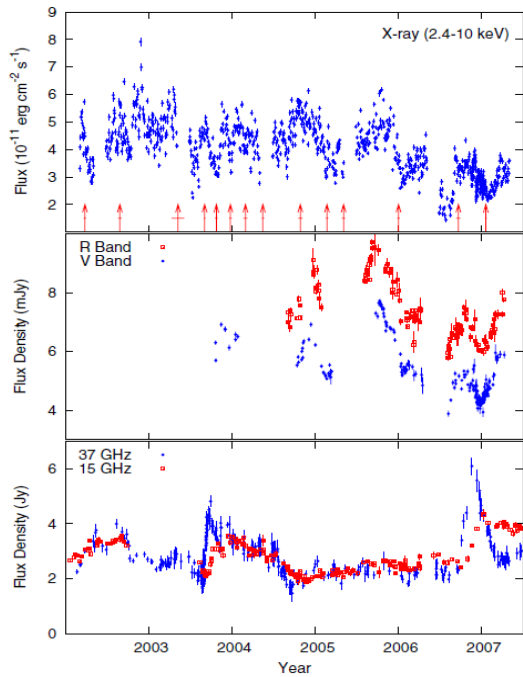 9
8
7
6
5
4
3
2
Flux (10⁻¹¹ erg cm⁻² s⁻¹)
X-ray (2.4-10 keV)
8
6
4
Flux Density (mJy)
R Band
V Band
6
4
2
0
Flux Density (Jy)
37 GHz
15 GHz
2003 2004 2005 2006 2007
Year